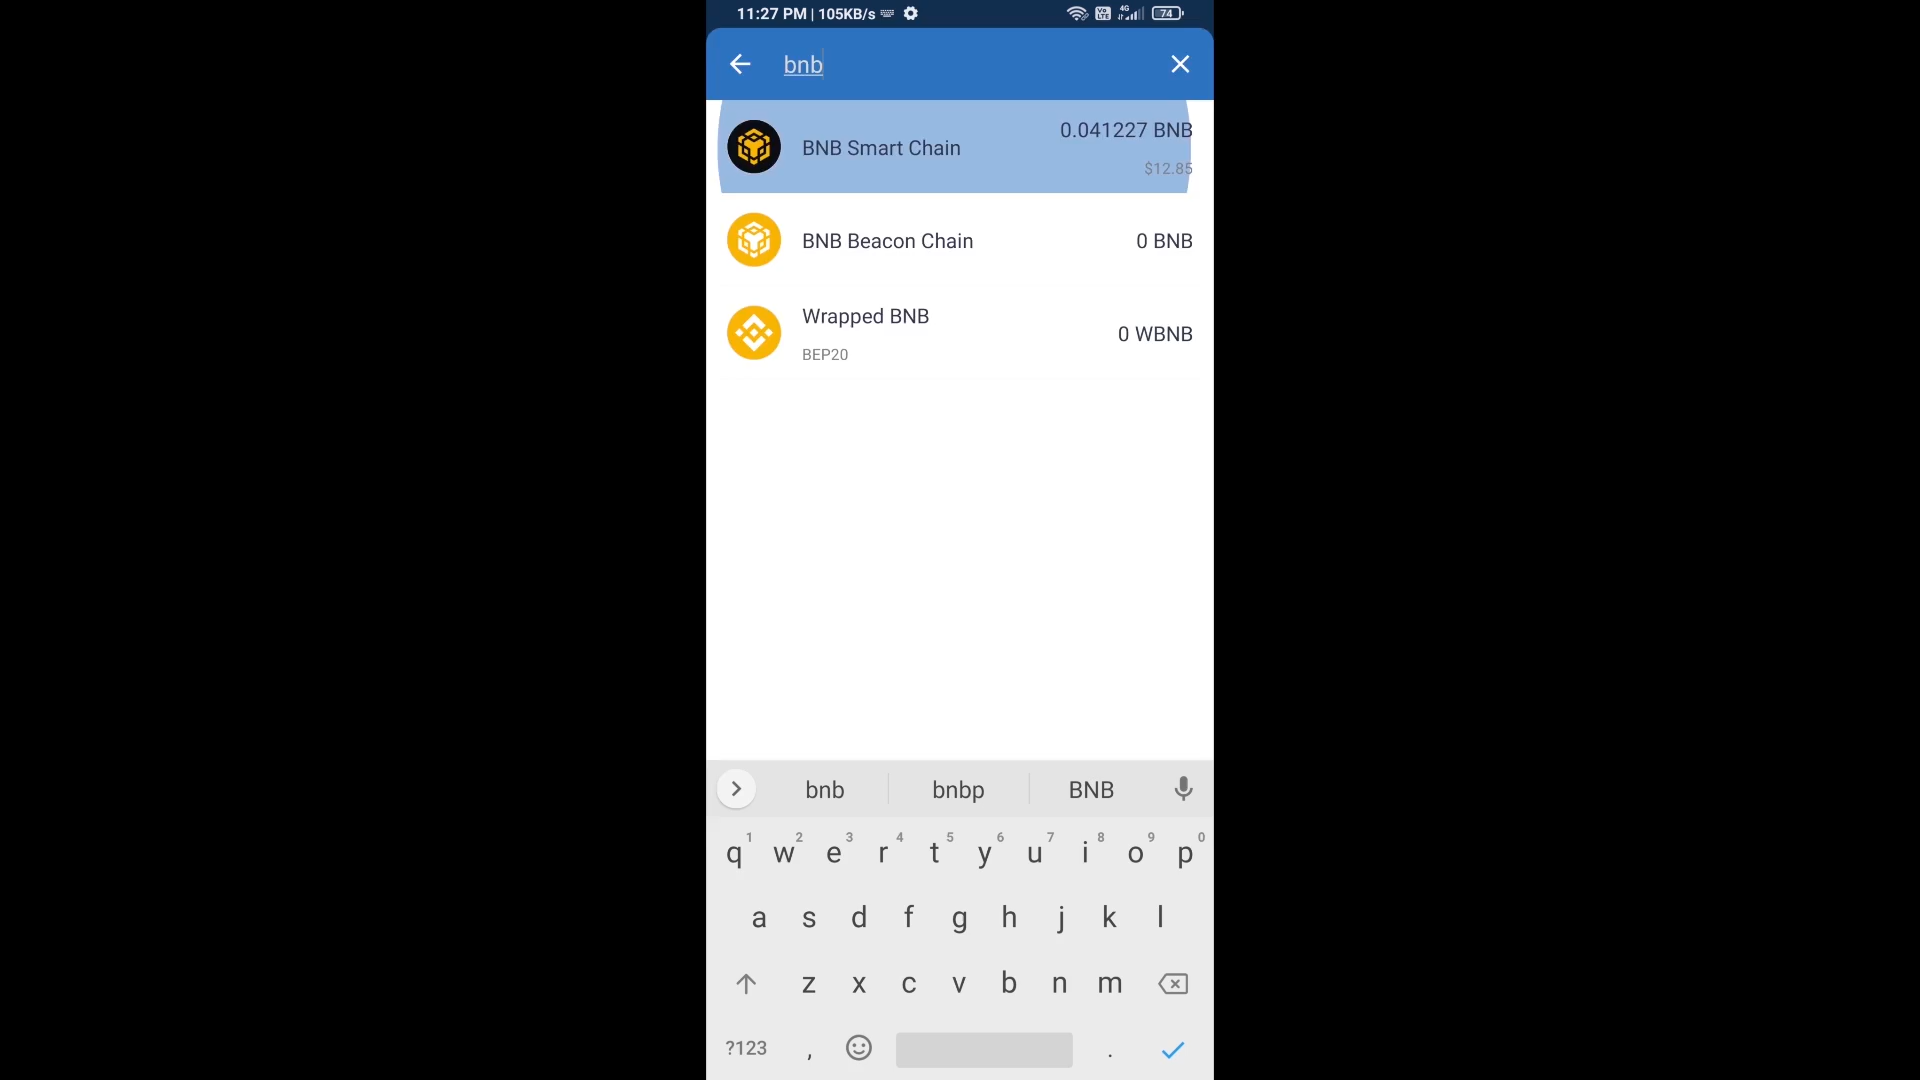 11:27 PM | 105KB/s
Vo LTE 4G 74
bnb
BNB Smart Chain
0.041227 BNB
$12.85
BNB Beacon Chain
0 BNB
Wrapped BNB
BEP20
0 WBNB
bnb bnbp BNB
1 2 3 4 5 6 7 8 9 0
q w e r t y u i o p
a s d f g h j k l
z x c v b n m
?123 , .